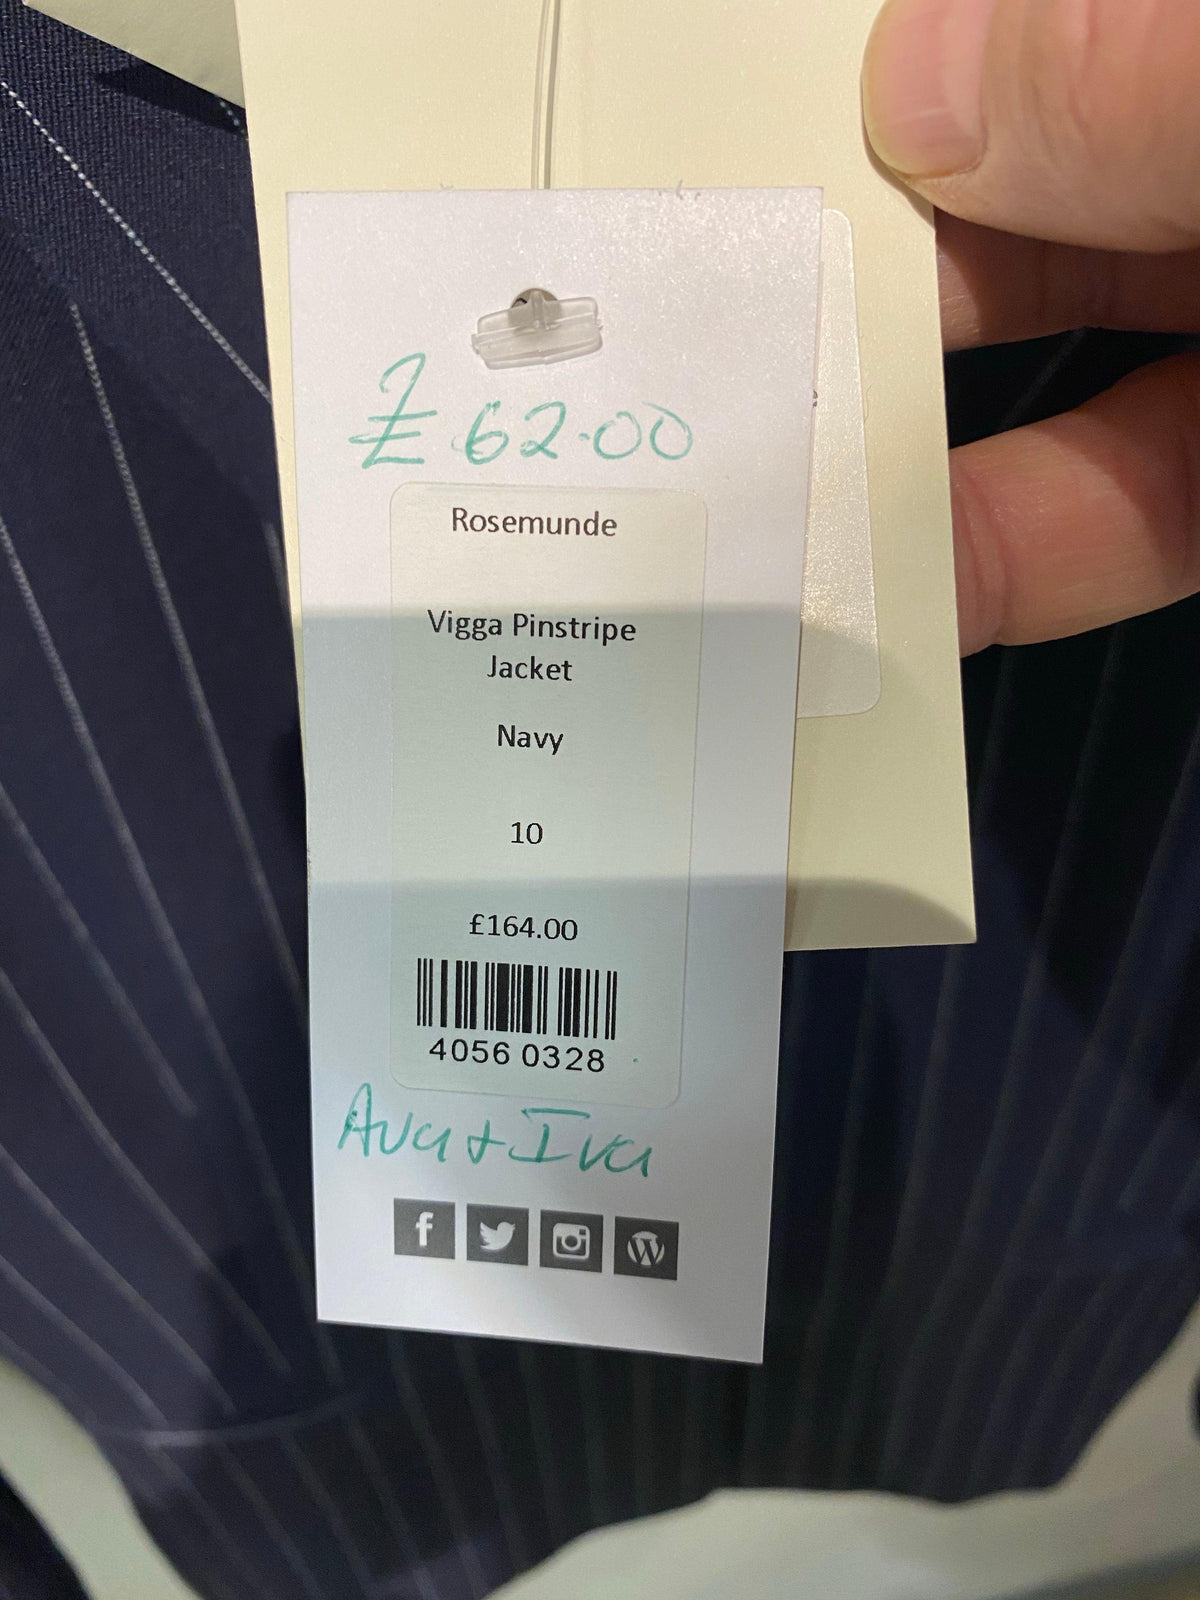 £62.00
Rosemunde
Vigga Pinstripe
Jacket
Navy
10
£164.00
4056 0328
Ava + Iva